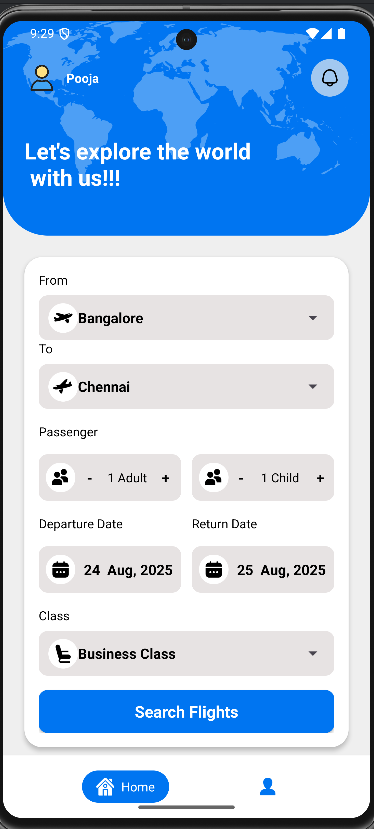 9:29
Pooja
Let's explore the world
with us!!!
From
Bangalore
To
Chennai
Passenger
- 1 Adult + - 1 Child +
Departure Date Return Date
24 Aug, 2025 25 Aug, 2025
Class
Business Class
Search Flights
Home